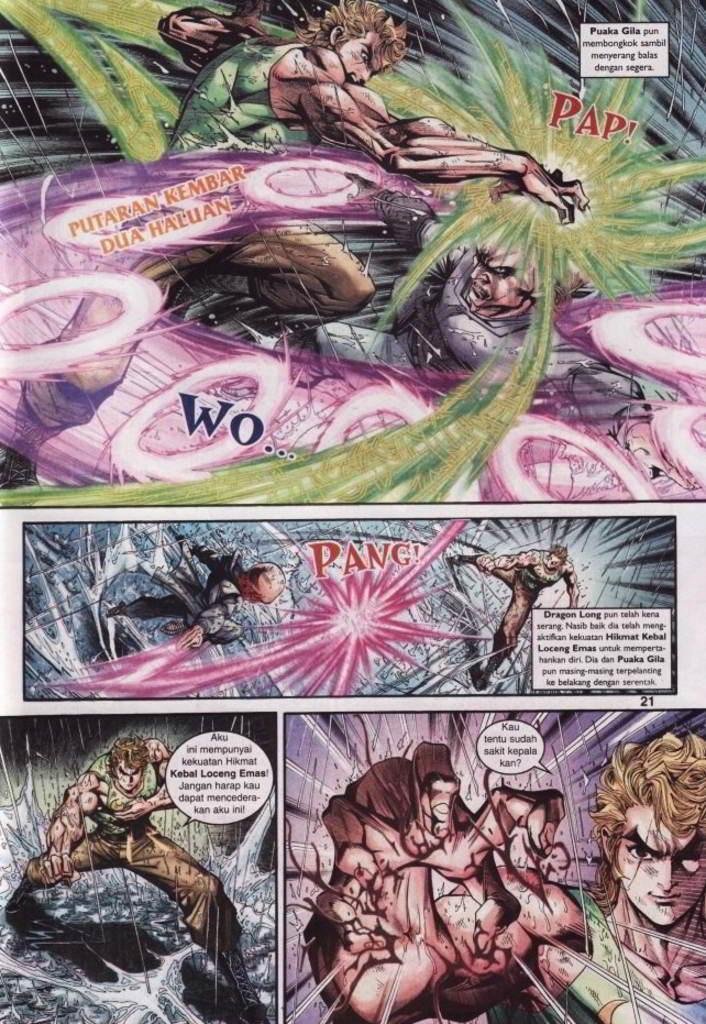 Puaka Gila pun
membongkok sambil
menyerang balas
dengan segera.
PAP!
PUTARAN KEMBAR
DUA HALUAN
WO...
PANG!
Dragon Long pun telah kena
serang. Nasib baik dia telah meng-
aktifkan kekuatan Hikmat Kebal
Loceng Emas untuk memperta-
hankan diri. Dia dan Puaka Gila
pun masing-masing terpelanting
ke belakang dengan serentak.
21
Aku
ini mempunyai
kekuatan Hikmat
Kebal Loceng Emas!
Jangan harap kau
dapat mencedera-
kan aku ini!
Kau
tentu sudah
sakit kepala
kan?